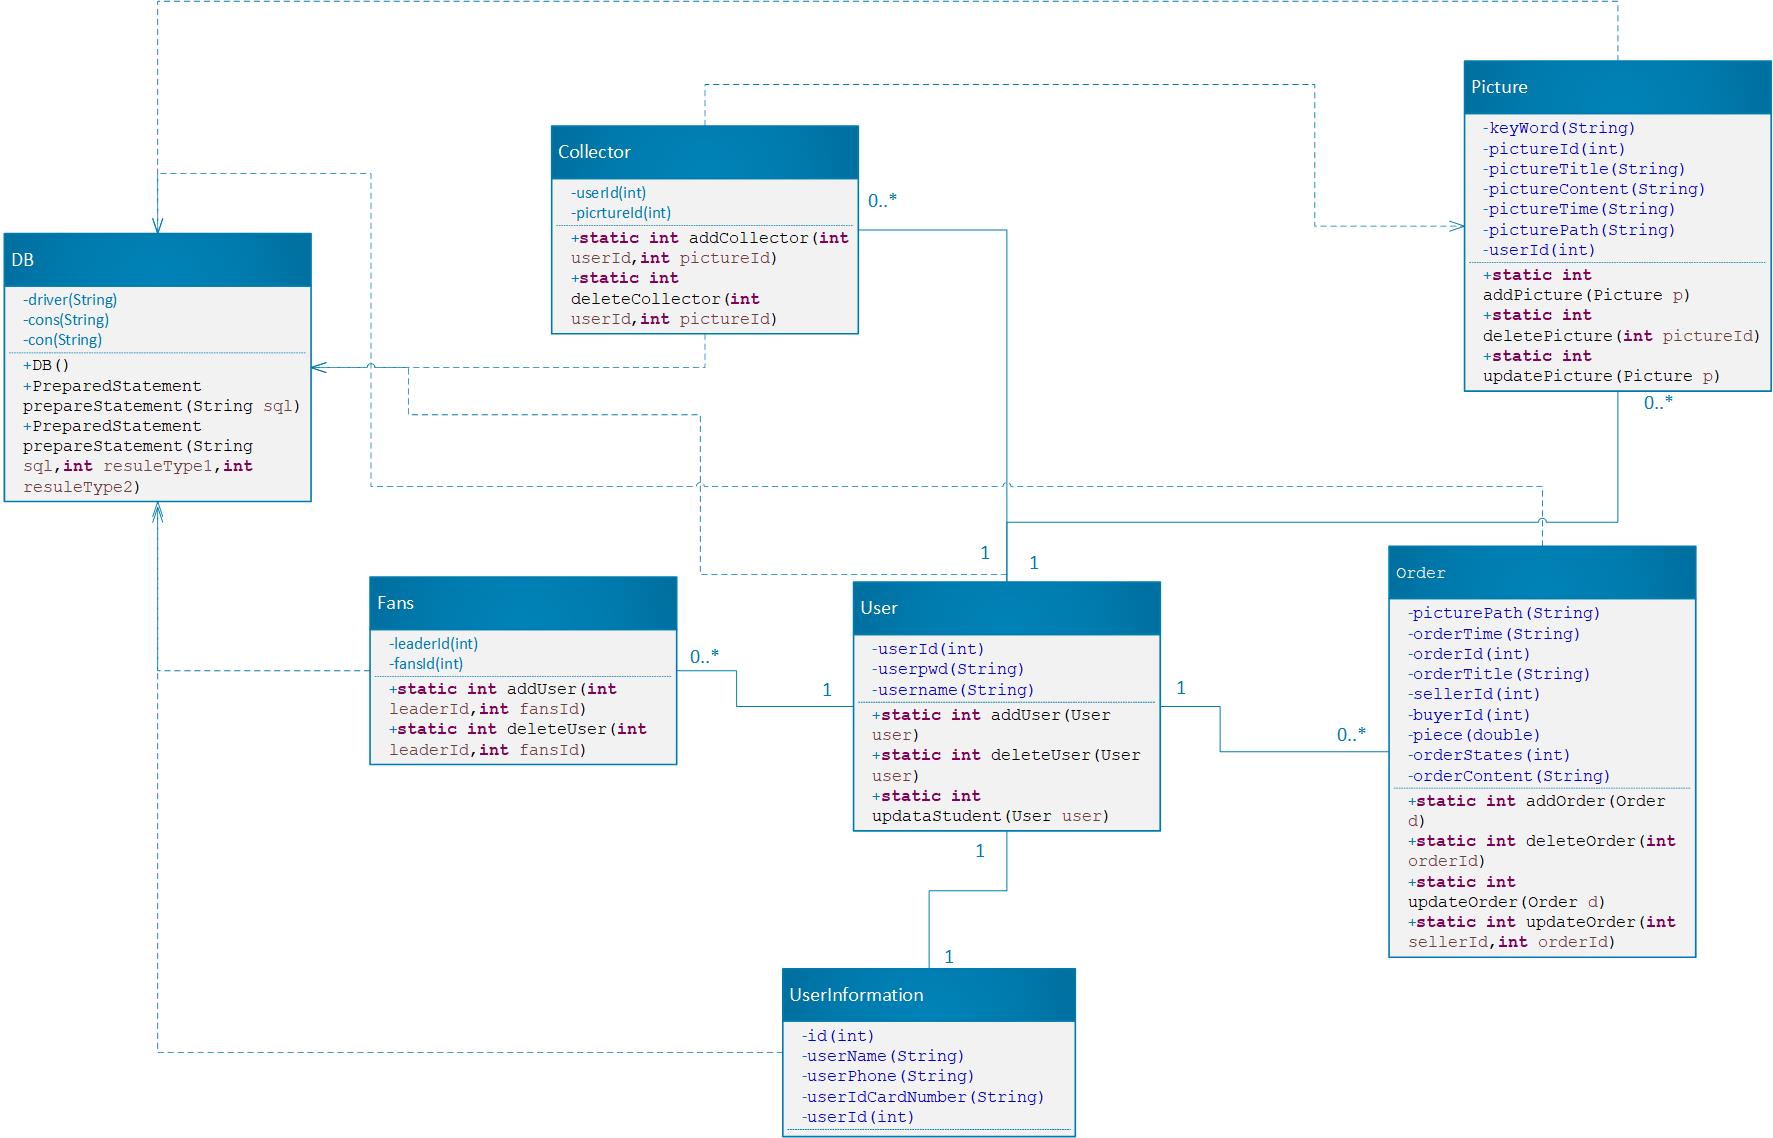 Picture
-keyWord(String)
-pictureId(int)
-pictureTitle(String)
-pictureContent(String)
-pictureTime(String)
-picturePath(String)
-userId(int)
+static int
addPicture(Picture p)
+static int
deletePicture(int pictureId)
+static int
updatePicture(Picture p)
0..*
Collector
-userId(int)
-picrtureId(int)
+static int addCollector(int
userId,int pictureId)
+static int
deleteCollector(int
userId,int pictureId)
0..*
DB
-driver(String)
-cons(String)
-con(String)
+DB()
+PreparedStatement
prepareStatement(String sql)
+PreparedStatement
prepareStatement(String
sql,int resuleType1,int
resuleType2)
Fans
-leaderId(int)
-fansId(int)
+static int addUser(int
leaderId,int fansId)
+static int deleteUser(int
leaderId,int fansId)
0..*
1
1
1
User
-userId(int)
-userpwd(String)
-username(String)
+static int addUser(User
user)
+static int deleteUser(User
user)
+static int
updataStudent(User user)
1
0..*
Order
-picturePath(String)
-orderTime(String)
-orderId(int)
-orderTitle(String)
-sellerId(int)
-buyerId(int)
-piece(double)
-orderStates(int)
-orderContent(String)
+static int addOrder(Order
d)
+static int deleteOrder(int
orderId)
+static int
updateOrder(Order d)
+static int updateOrder(int
sellerId,int orderId)
1
1
UserInformation
-id(int)
-userName(String)
-userPhone(String)
-userIdCardNumber(String)
-userId(int)